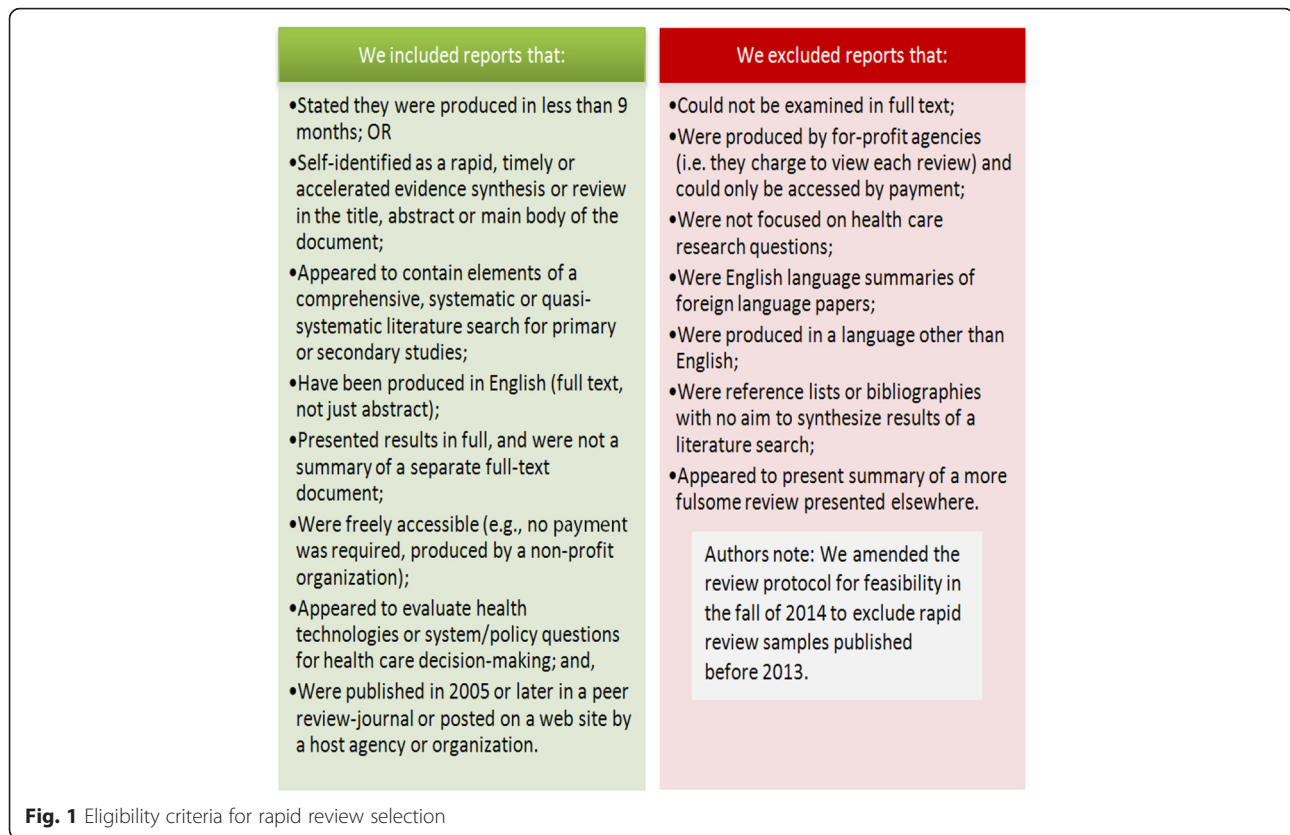 We included reports that:
•Stated they were produced in less than 9
months; OR
•Self-identified as a rapid, timely or
accelerated evidence synthesis or review
in the title, abstract or main body of the
document;
•Appeared to contain elements of a
comprehensive, systematic or quasi-
systematic literature search for primary
or secondary studies;
•Have been produced in English (full text,
not just abstract);
•Presented results in full, and were not a
summary of a separate full-text
document;
•Were freely accessible (e.g., no payment
was required, produced by a non-profit
organization);
•Appeared to evaluate health
technologies or system/policy questions
for health care decision-making; and,
•Were published in 2005 or later in a peer
review-journal or posted on a web site by
a host agency or organization.
We excluded reports that:
•Could not be examined in full text;
•Were produced by for-profit agencies
(i.e. they charge to view each review) and
could only be accessed by payment;
•Were not focused on health care
research questions;
•Were English language summaries of
foreign language papers;
•Were produced in a language other than
English;
•Were reference lists or bibliographies
with no aim to synthesize results of a
literature search;
•Appeared to present summary of a more
fulsome review presented elsewhere.
Authors note: We amended the
review protocol for feasibility in
the fall of 2014 to exclude rapid
review samples published
before 2013.
Fig. 1 Eligibility criteria for rapid review selection